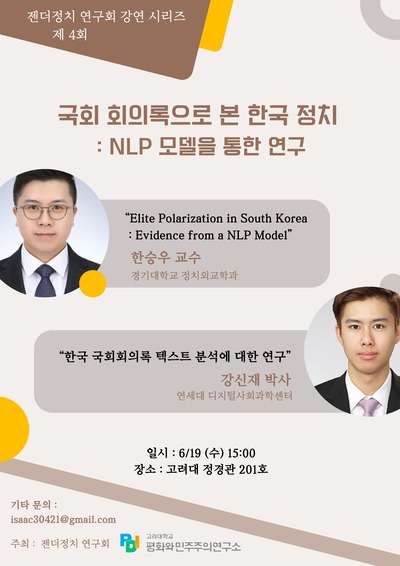 젠더정치 연구회 강연 시리즈
제 4회
국회 회의록으로 본 한국 정치
: NLP 모델을 통한 연구
“Elite Polarization in South Korea
: Evidence from a NLP Model”
한승우 교수
경기대학교 정치외교학과
“한국 국회회의록 텍스트 분석에 대한 연구”
강신재 박사
연세대 디지털사회과학센터
일시 : 6/19 (수) 15:00
장소 : 고려대 정경관 201호
기타 문의 :
isaac30421@gmail.com
주최 : 젠더정치 연구회
PDI
고려대학교
평화와민주주의연구소